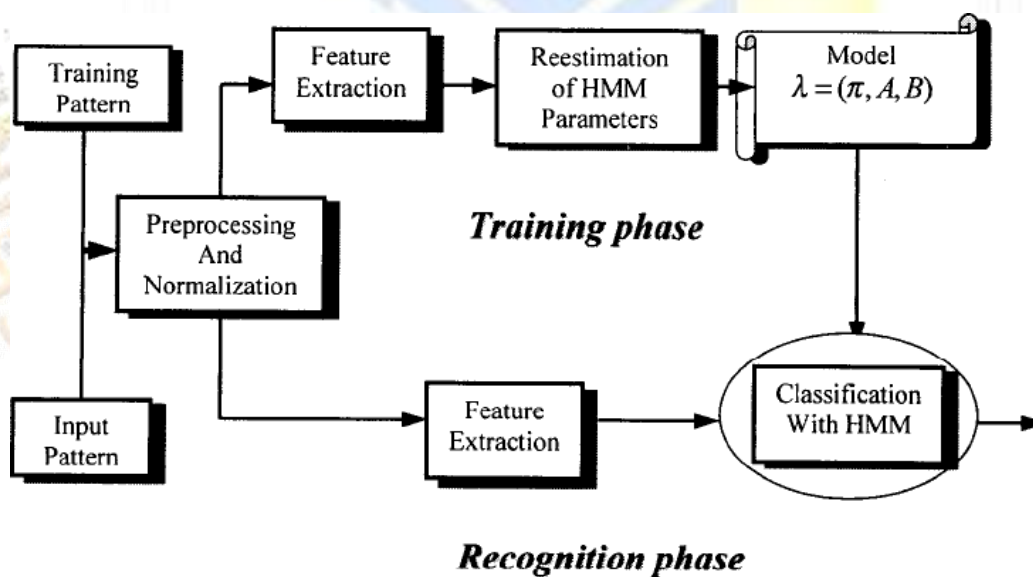 Training
Pattern
Feature
Extraction
Reestimation
of HMM
Parameters
Model
λ = (π, A, B)
Preprocessing
And
Normalization
Training phase
Input
Pattern
Feature
Extraction
Classification
With HMM
Recognition phase